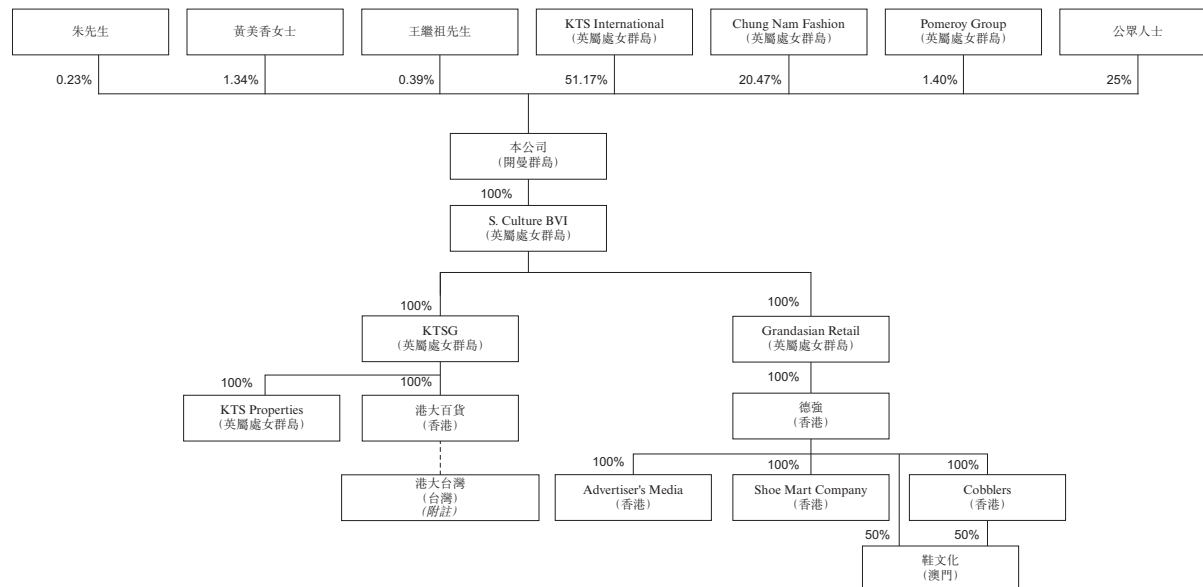 朱先生
黃美香女士
王繼祖先生
KTS International
(英屬處女群島)
Chung Nam Fashion
(英屬處女群島)
Pomeroy Group
(英屬處女群島)
公眾人士
0.23%
1.34%
0.39%
51.17%
20.47%
1.40%
25%
本公司
(開曼群島)
100%
S. Culture BVI
(英屬處女群島)
100%
100%
KTSG
(英屬處女群島)
Grandasian Retail
(英屬處女群島)
100%
100%
100%
KTS Properties
(英屬處女群島)
港大百貨
(香港)
德強
(香港)
100%
100%
100%
港大台灣
(台灣)
(附註)
Advertiser's Media
(香港)
Shoe Mart Company
(香港)
Cobblers
(香港)
50%
50%
鞋文化
(澳門)